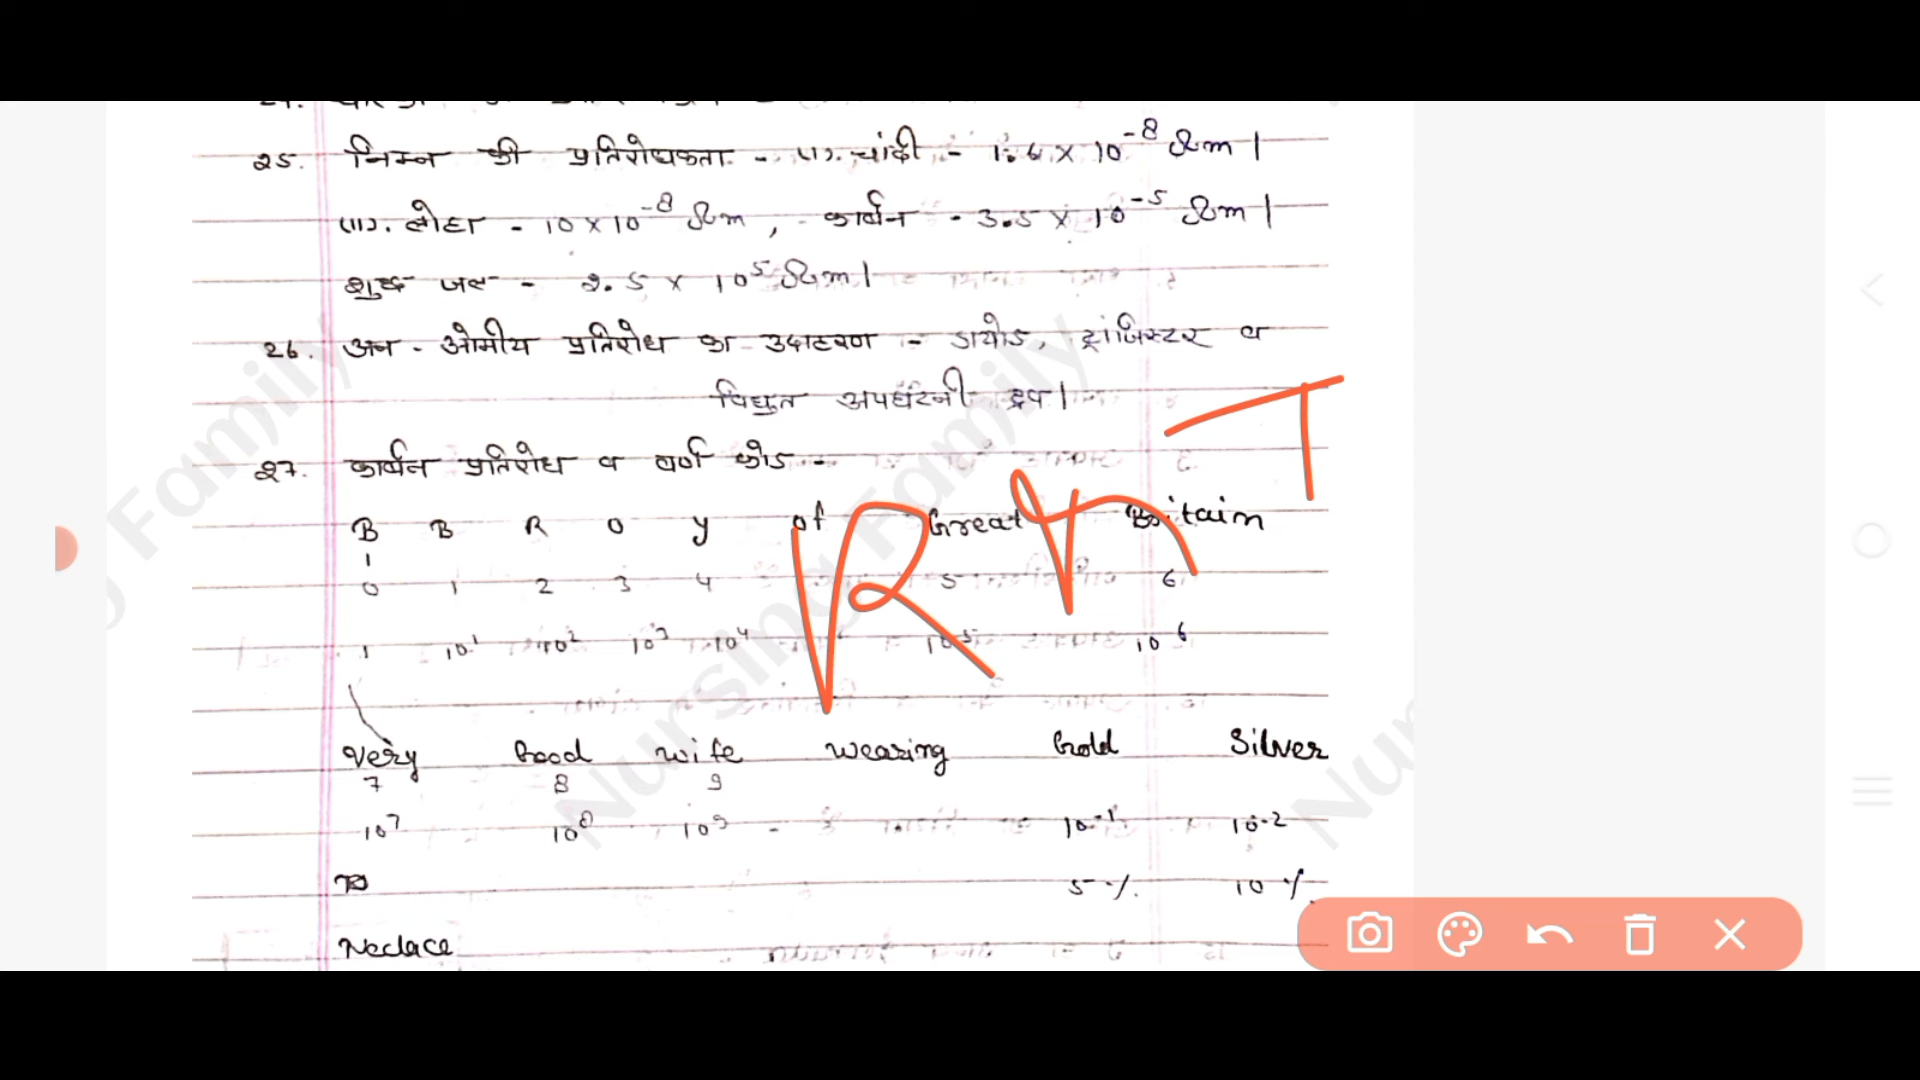 25. निम्न की प्रतिरोधकता - (i). चांदी - 1.6 × 10⁻⁸ Ωm |
(ii). लोहा - 10 × 10⁻⁸ Ωm , कार्बन - 3.5 × 10⁻⁵ Ωm |
शुद्ध जल - 2.5 × 10⁵ Ωm |
26. अन - ओमीय प्रतिरोध का उदाहरण - डायोड, ट्रांजिस्टर व
विद्युत अपघटनी द्रव |
27. कार्बन प्रतिरोध व वर्ण कोड -
B B R O Y of Great Britain
0 1 2 3 4 5 6
1 10¹ 10² 10³ 10⁴ 10⁵ 10⁶
Very Good Wife Wearing Gold Silver
7 8 9
10⁷ 10⁸ 10⁹ - 10⁻¹ 10⁻²
5 % 10 %
Neclace
Nursing Family